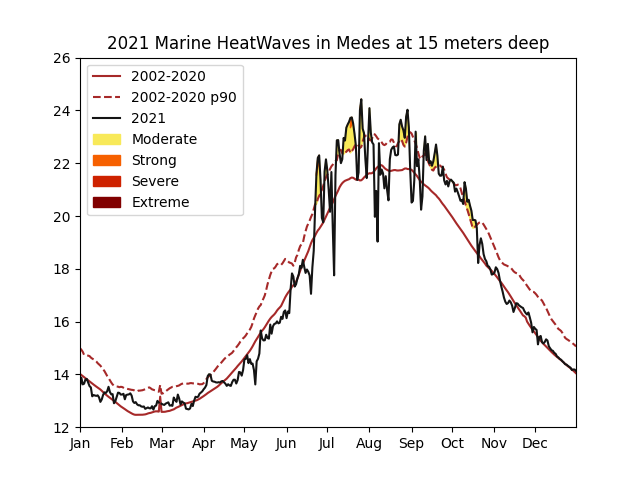 2021 Marine HeatWaves in Medes at 15 meters deep
2002-2020
2002-2020 p90
2021
Moderate
Strong
Severe
Extreme
26
24
22
20
18
16
14
12
Jan Feb Mar Apr May Jun Jul Aug Sep Oct Nov Dec